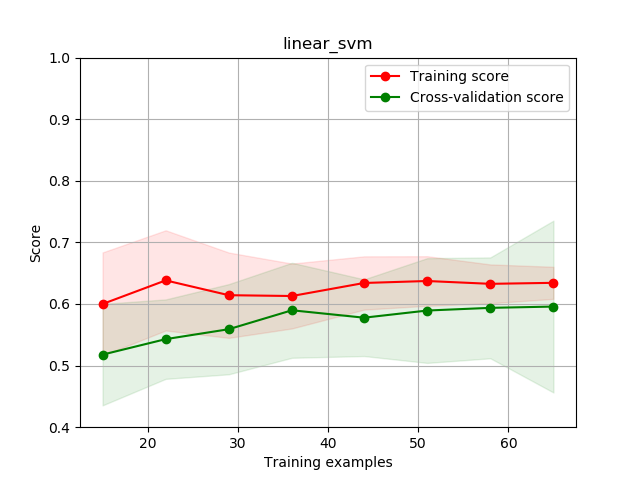 linear_svm
1.0
0.9
0.8
0.7
0.6
0.5
0.4
Score
Training score
Cross-validation score
20 30 40 50 60
Training examples